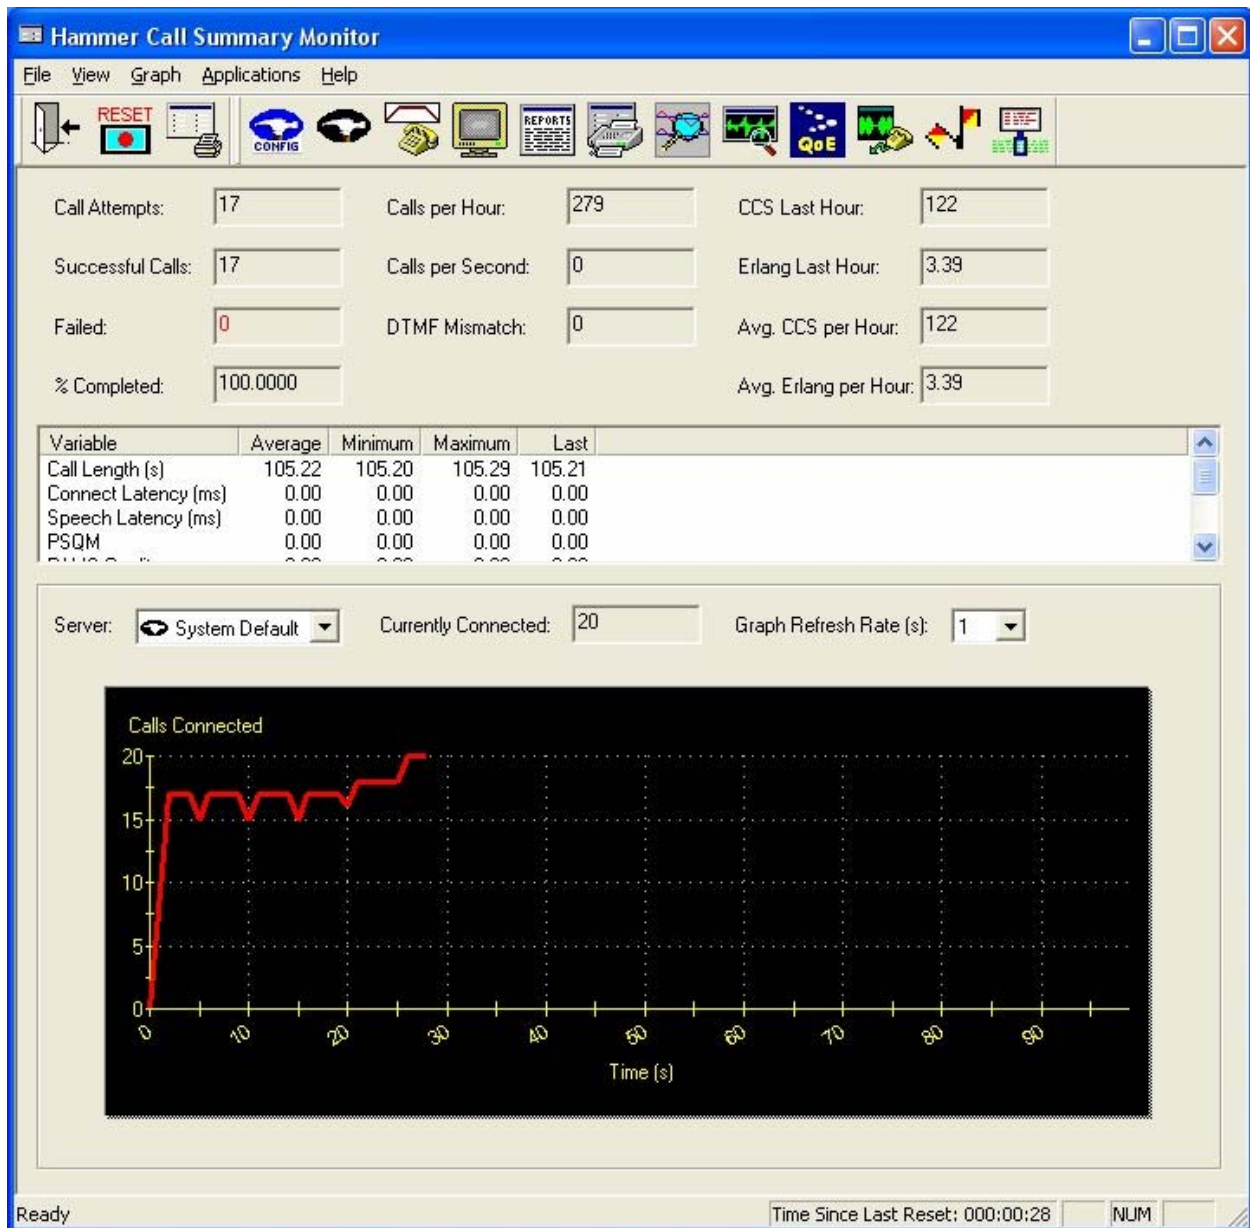 Hammer Call Summary Monitor
File View Graph Applications Help
RESET
CONFIG
REPORTS
QoE
Call Attempts: 17 Calls per Hour: 279 CCS Last Hour: 122
Successful Calls: 17 Calls per Second: 0 Erlang Last Hour: 3.39
Failed: 0 DTMF Mismatch: 0 Avg. CCS per Hour: 122
% Completed: 100.0000 Avg. Erlang per Hour: 3.39
Variable Average Minimum Maximum Last
Call Length (s) 105.22 105.20 105.29 105.21
Connect Latency (ms) 0.00 0.00 0.00 0.00
Speech Latency (ms) 0.00 0.00 0.00 0.00
PSQM 0.00 0.00 0.00 0.00
Server: System Default Currently Connected: 20 Graph Refresh Rate (s): 1
Calls Connected
20
15
10
5
0
0 10 20 30 40 50 60 70 80 90
Time (s)
Ready Time Since Last Reset: 000:00:28 NUM